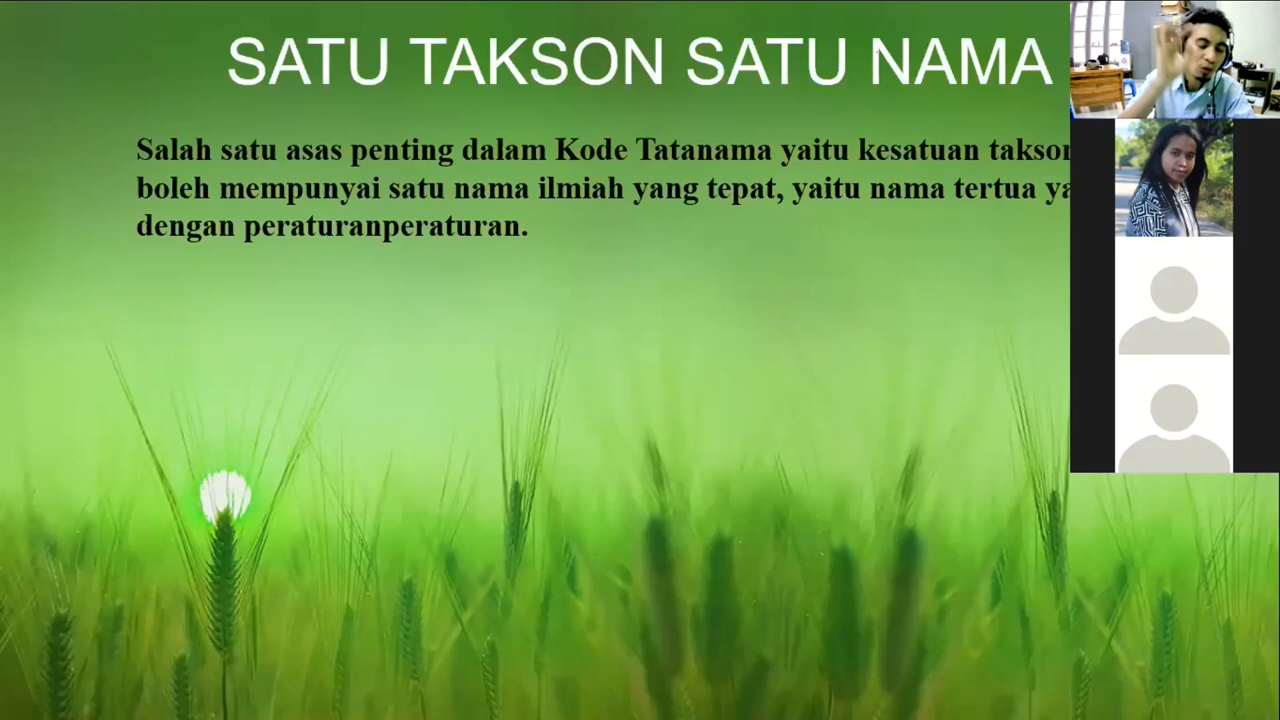 SATU TAKSON SATU NAMA
Salah satu asas penting dalam Kode Tatanama yaitu kesatuan takson
boleh mempunyai satu nama ilmiah yang tepat, yaitu nama tertua
dengan peraturanperaturan.